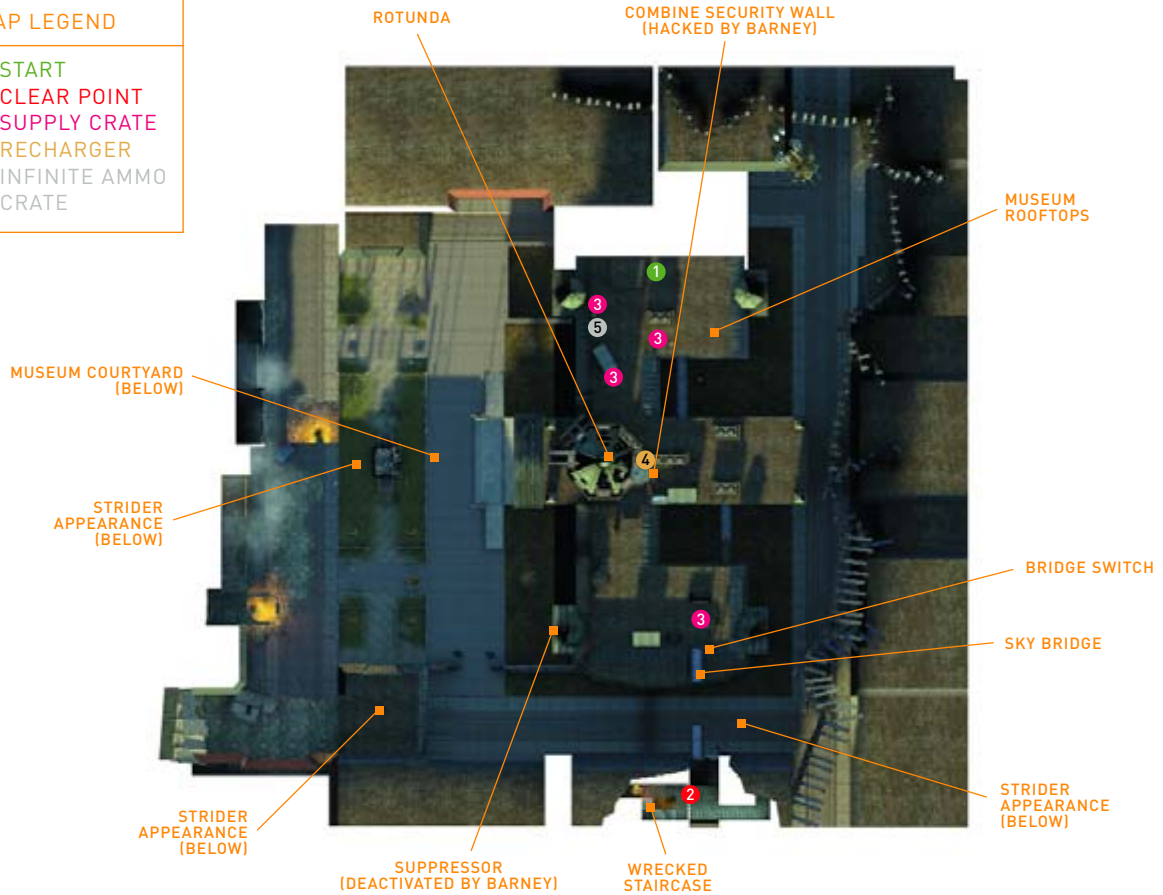 AP LEGEND
START
CLEAR POINT
SUPPLY CRATE
RECHARGER
INFINITE AMMO
CRATE
ROTUNDA
COMBINE SECURITY WALL
(HACKED BY BARNEY)
MUSEUM
ROOFTOPS
1
3
5
3
3
MUSEUM COURTYARD
(BELOW)
4
STRIDER
APPEARANCE
(BELOW)
BRIDGE SWITCH
3
SKY BRIDGE
2
STRIDER
APPEARANCE
(BELOW)
STRIDER
APPEARANCE
(BELOW)
SUPPRESSOR
(DEACTIVATED BY BARNEY)
WRECKED
STAIRCASE